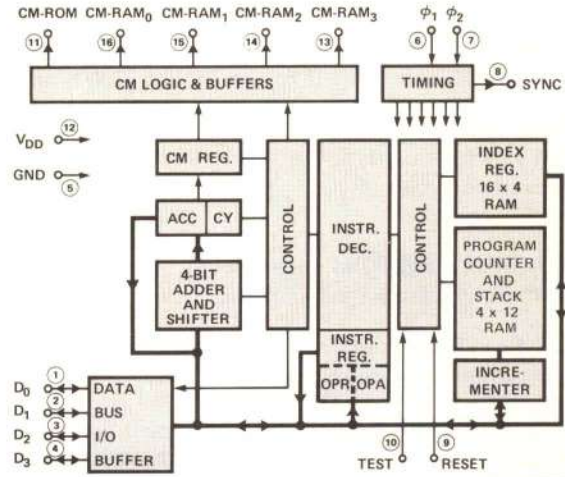 CM-ROM CM-RAM₀ CM-RAM₁ CM-RAM₂ CM-RAM₃
11 16 15 14 13
ϕ₁ ϕ₂
6 7
CM LOGIC & BUFFERS
TIMING
8
SYNC
V_DD 12
GND 5
CM REG.
ACC CY
4-BIT
ADDER
AND
SHIFTER
CONTROL
INSTR.
DEC.
INSTR.
REG.
OPR OPA
CONTROL
INDEX
REG.
16 x 4
RAM
PROGRAM
COUNTER
AND
STACK
4 x 12
RAM
INCRE-
MENTER
D₀ 1
D₁ 2
D₂ 3
D₃ 4
DATA
BUS
I/O
BUFFER
10 9
TEST RESET